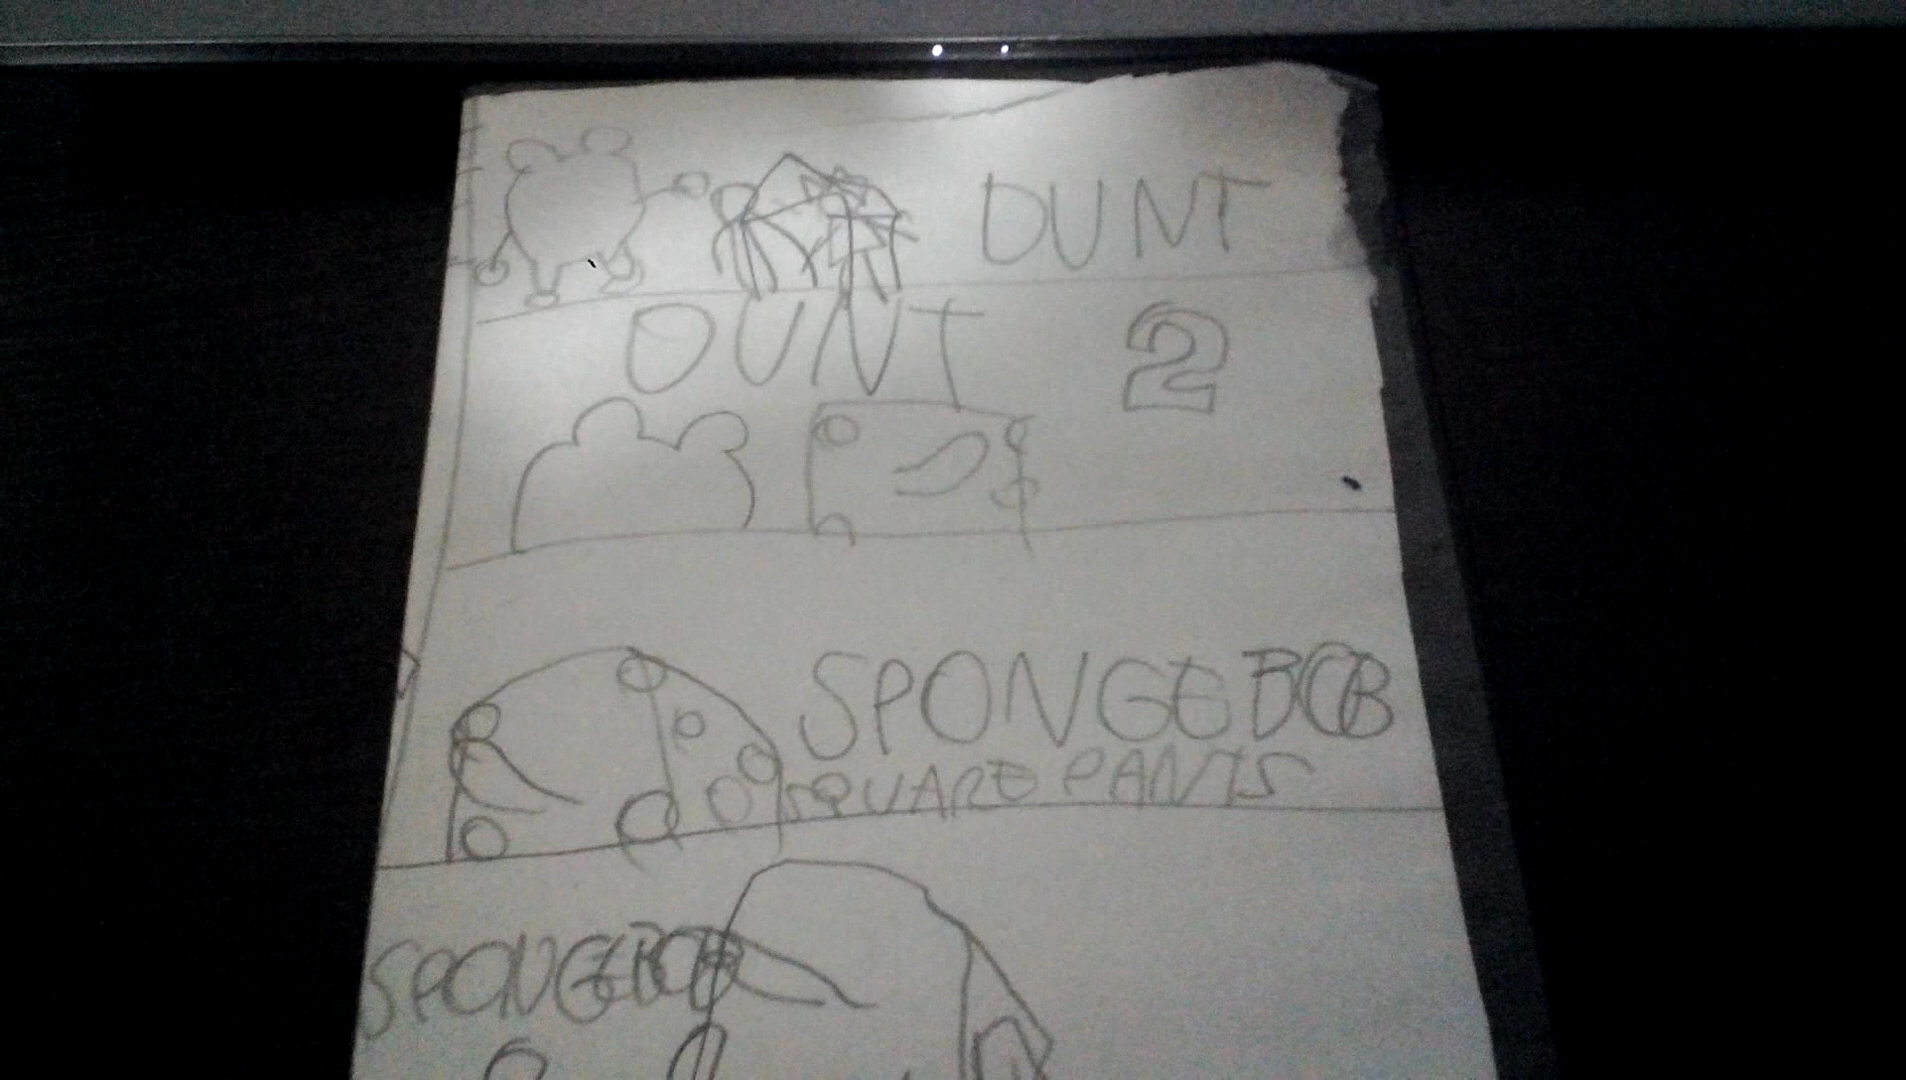 DUNT
DUNT 2
SPONGEBOB
SQUARE PANTS
SPONGEBOB